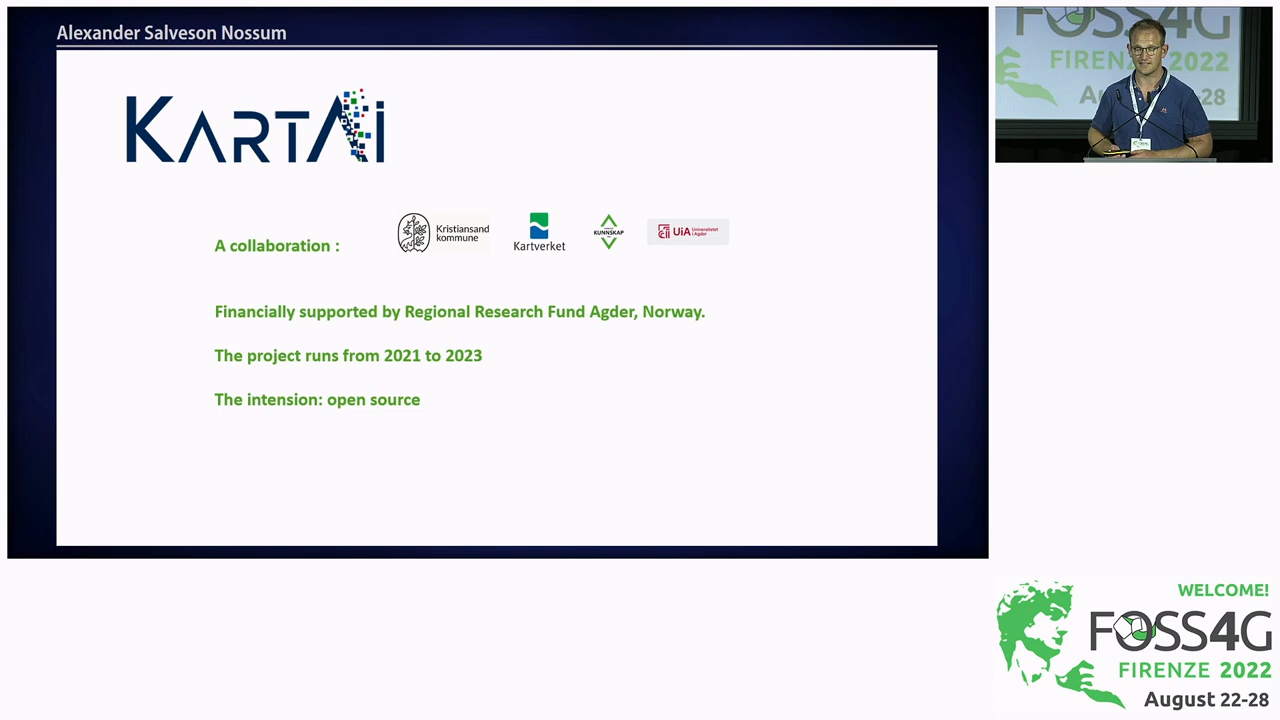 Alexander Salveson Nossum
KARTAI
A collaboration :
Kristiansand
kommune
Kartverket
KUNNSKAP
UiA Universitetet
i Agder
Financially supported by Regional Research Fund Agder, Norway.
The project runs from 2021 to 2023
The intension: open source
FOSS4G
FIRENZE 2022
WELCOME!
FOSS4G
FIRENZE 2022
August 22-28